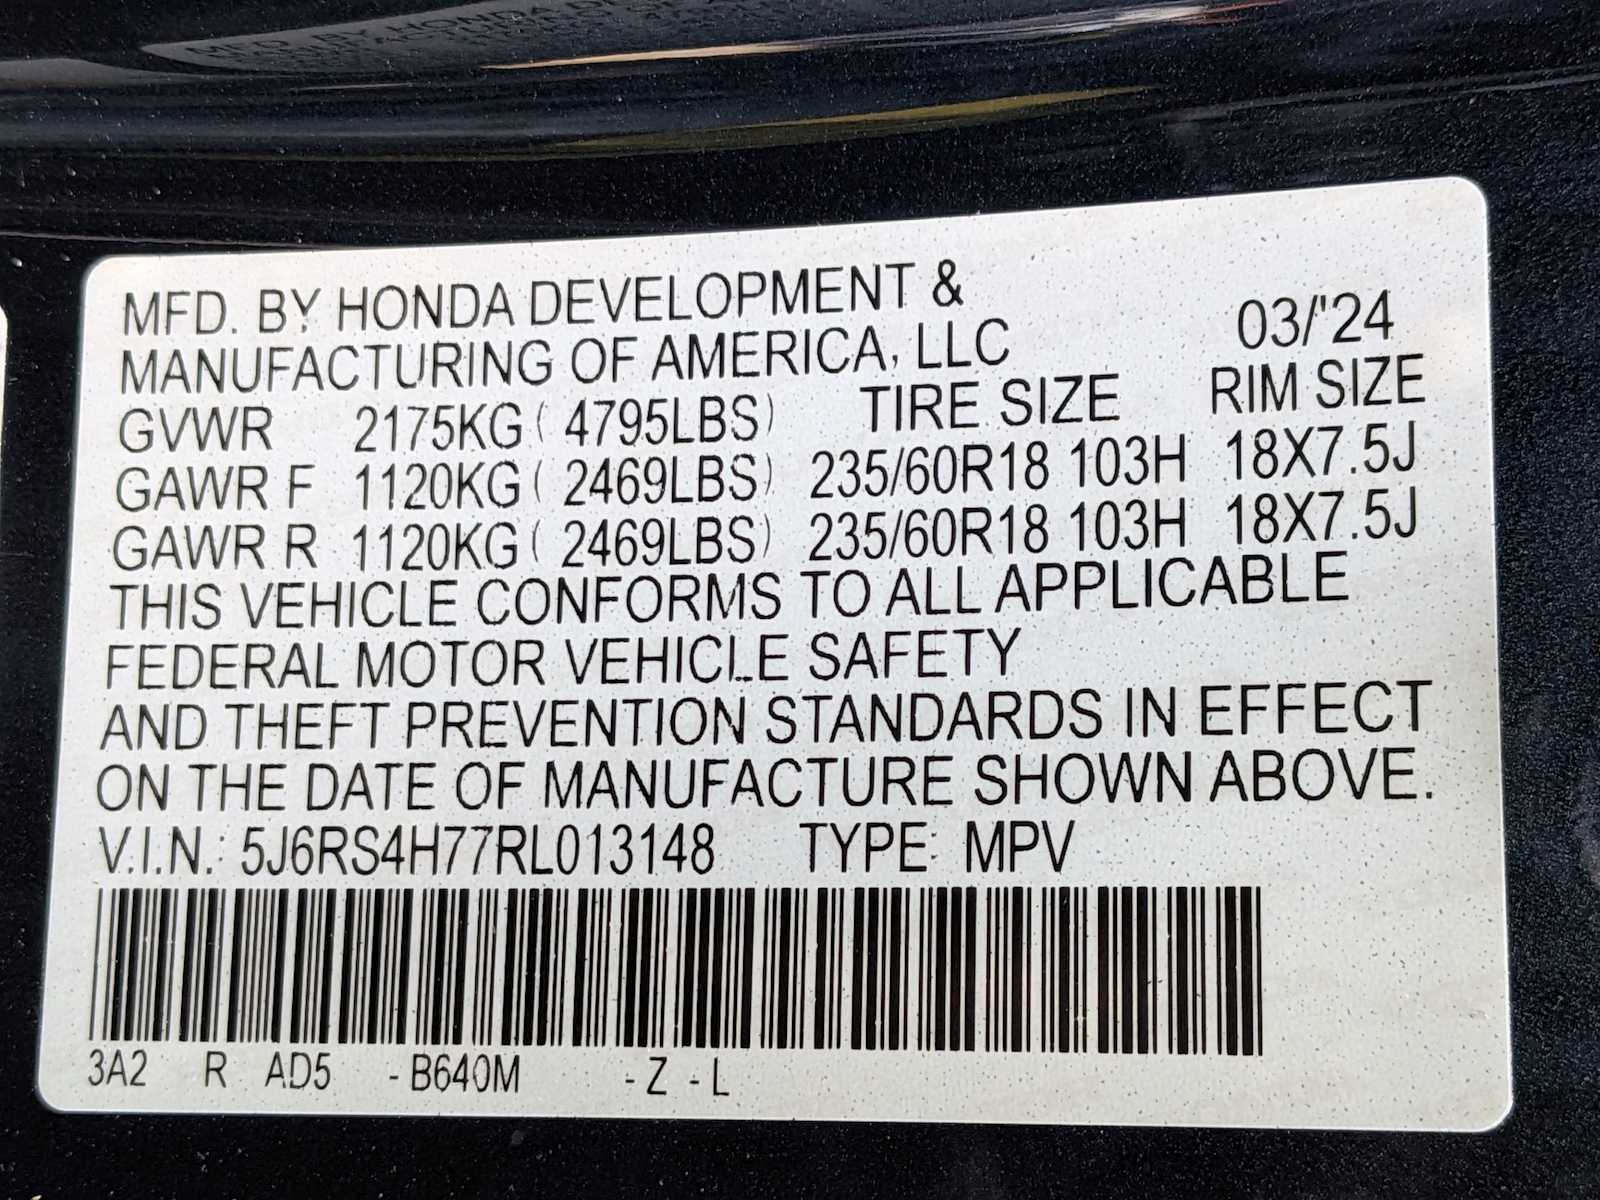 MFD. BY HONDA DEVELOPMENT &
MANUFACTURING OF AMERICA, LLC 03/'24
GVWR 2175KG ( 4795LBS) TIRE SIZE RIM SIZE
GAWR F 1120KG ( 2469LBS) 235/60R18 103H 18X7.5J
GAWR R 1120KG ( 2469LBS) 235/60R18 103H 18X7.5J
THIS VEHICLE CONFORMS TO ALL APPLICABLE
FEDERAL MOTOR VEHICLE SAFETY
AND THEFT PREVENTION STANDARDS IN EFFECT
ON THE DATE OF MANUFACTURE SHOWN ABOVE.
V.I.N.: 5J6RS4H77RL013148 TYPE: MPV
3A2 R AD5 - B640M - Z - L